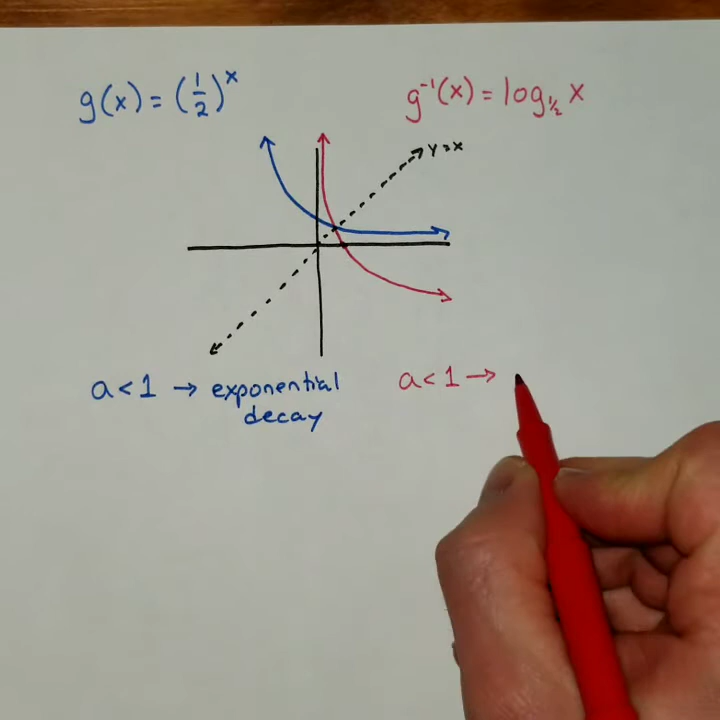 g(x) = (1/2)^x
g⁻¹(x) = log_½ x
y=x
a < 1 → exponential
decay
a < 1 →